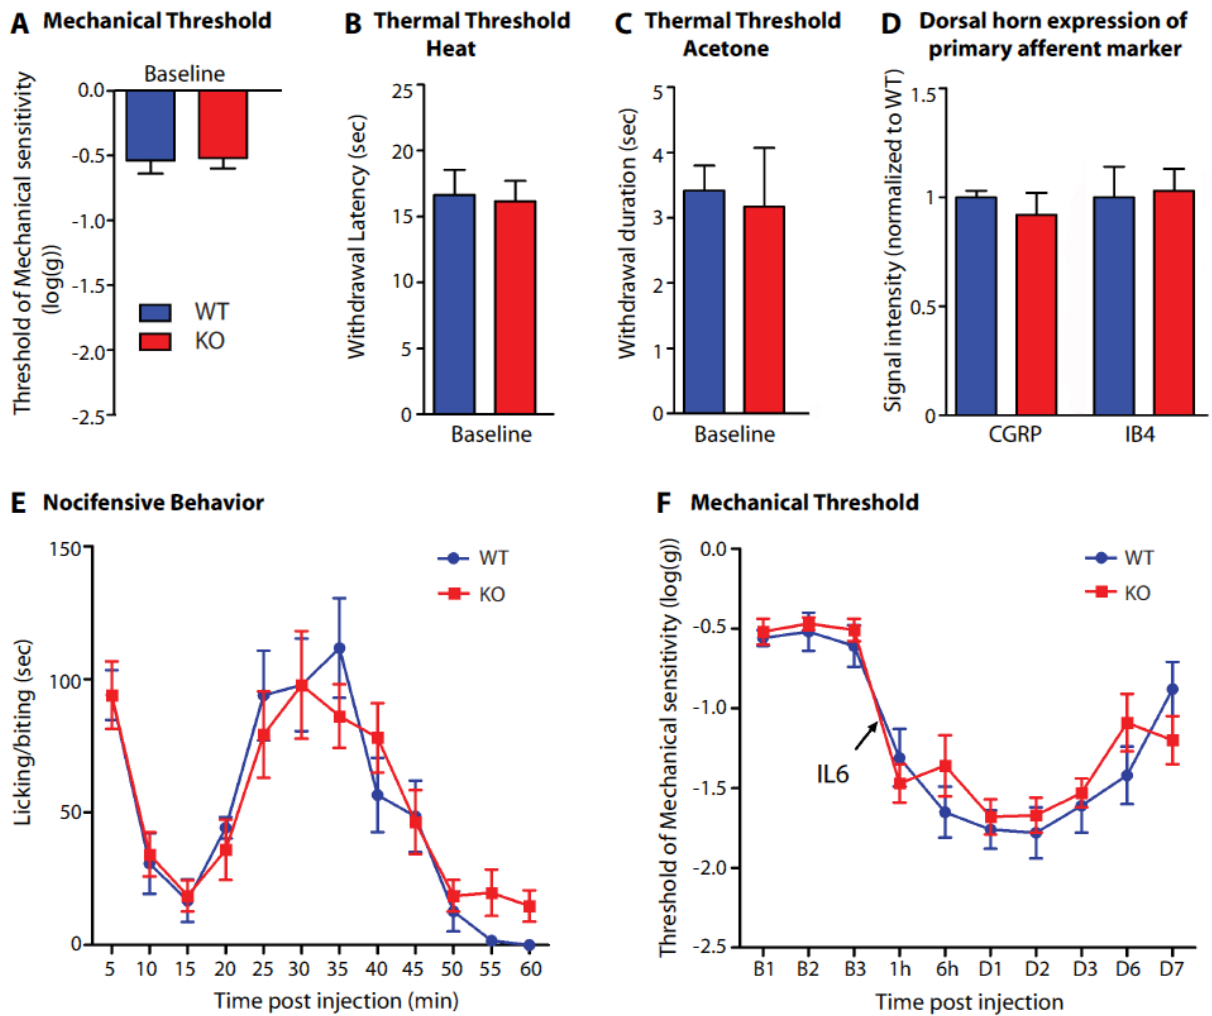 A Mechanical Threshold
Baseline
Threshold of Mechanical sensitivity
(log(g))
0.0
-0.5
-1.0
-1.5
-2.0
-2.5
WT
KO
B Thermal Threshold
Heat
Withdrawal Latency (sec)
25
20
15
10
5
0
Baseline
C Thermal Threshold
Acetone
Withdrawal duration (sec)
5
4
3
2
1
0
Baseline
D Dorsal horn expression of
primary afferent marker
Signal intensity (normalized to WT)
1.5
1
0.5
0
CGRP IB4
E Nocifensive Behavior
Licking/biting (sec)
150
100
50
0
WT
KO
5 10 15 20 25 30 35 40 45 50 55 60
Time post injection (min)
F Mechanical Threshold
Threshold of Mechanical sensitivity (log(g))
0.0
-0.5
-1.0
-1.5
-2.0
-2.5
WT
KO
IL6
B1 B2 B3 1h 6h D1 D2 D3 D6 D7
Time post injection